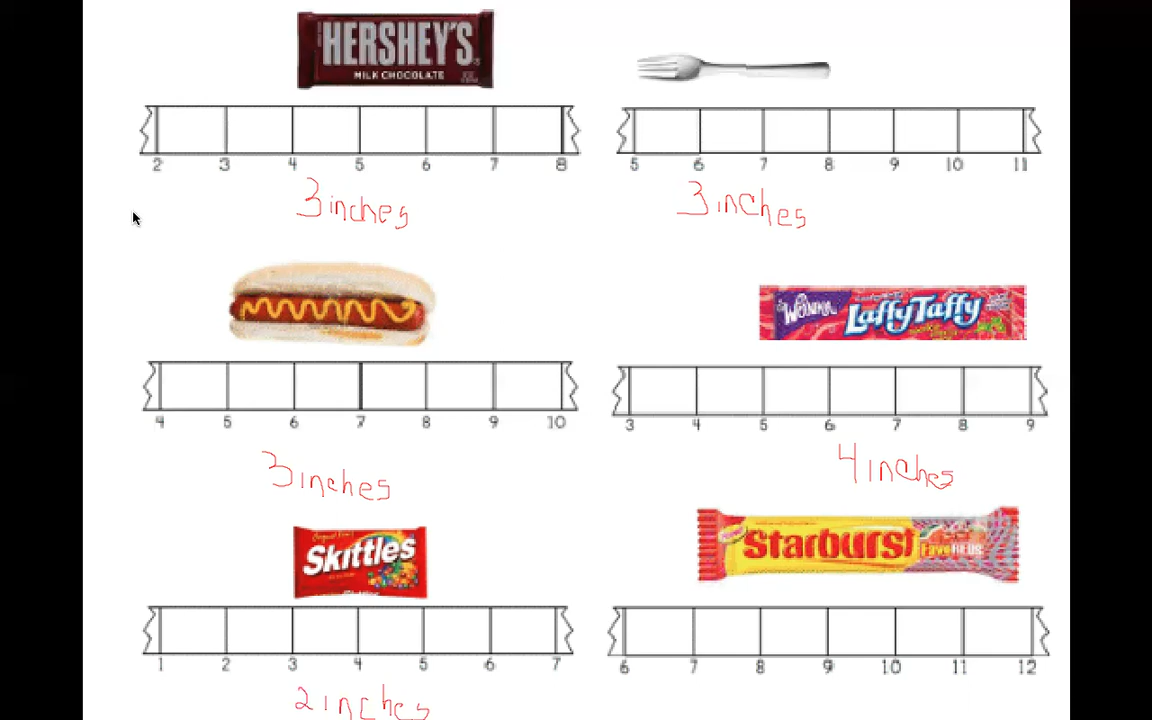 HERSHEY'S
MILK CHOCOLATE
2 3 4 5 6 7 8
5 6 7 8 9 10 11
3 inches
3 inches
WONKA
Laffy Taffy
4 5 6 7 8 9 10
3 4 5 6 7 8 9
3 inches
4 inches
Skittles
Starburst
FaveREDS
1 2 3 4 5 6 7
6 7 8 9 10 11 12
2 inches